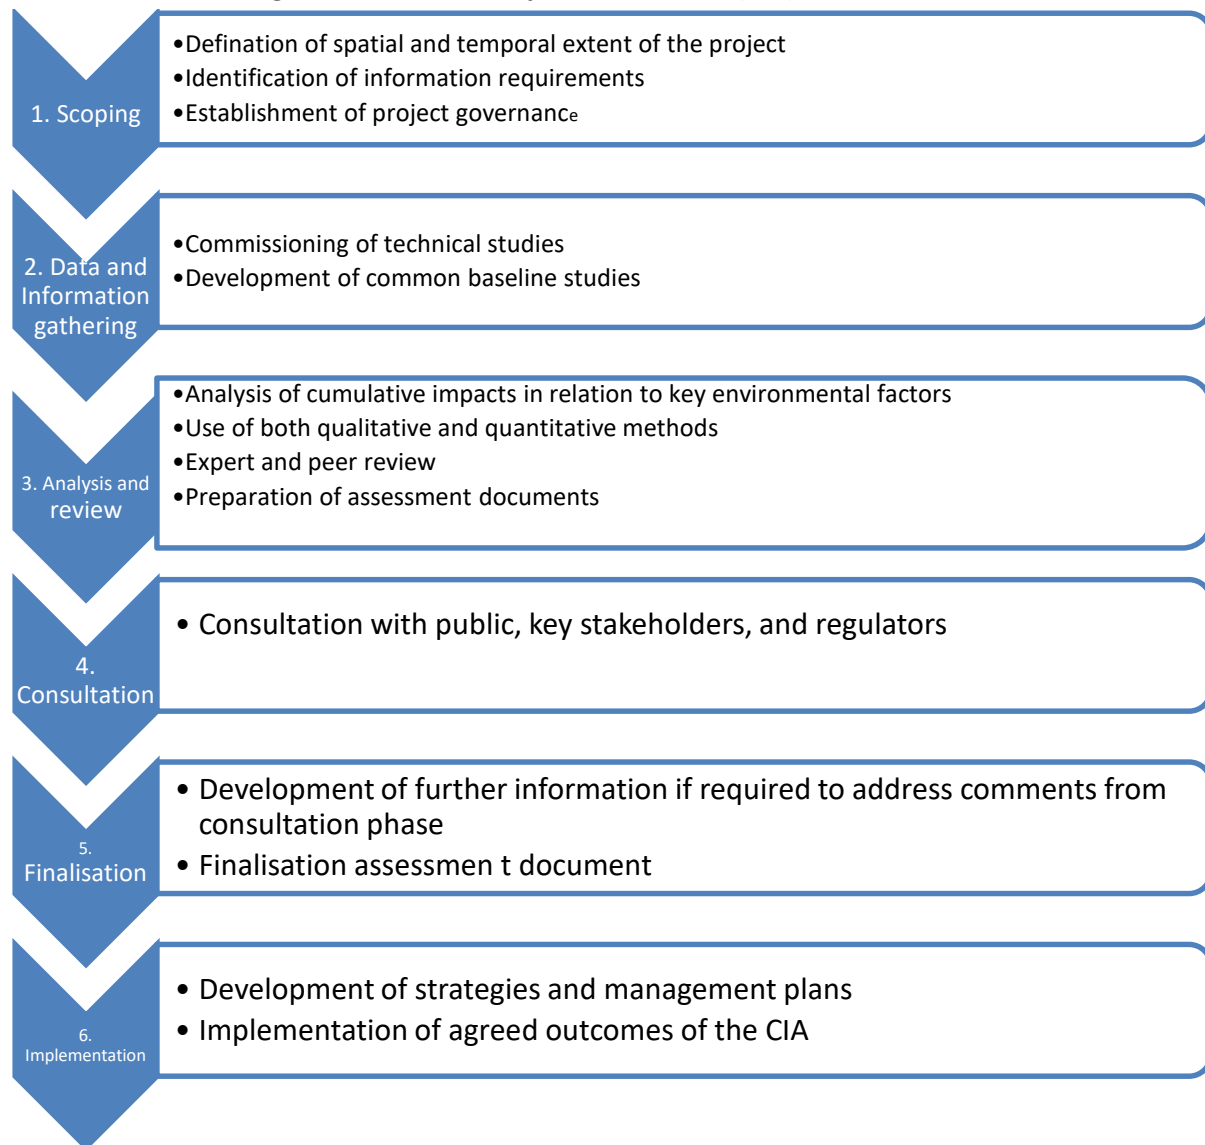 1. Scoping
•Defination of spatial and temporal extent of the project
•Identification of information requirements
•Establishment of project governance
2. Data and
Information
gathering
•Commissioning of technical studies
•Development of common baseline studies
3. Analysis and
review
•Analysis of cumulative impacts in relation to key environmental factors
•Use of both qualitative and quantitative methods
•Expert and peer review
•Preparation of assessment documents
4.
Consultation
• Consultation with public, key stakeholders, and regulators
5.
Finalisation
• Development of further information if required to address comments from
consultation phase
• Finalisation assessmen t document
6.
Implementation
• Development of strategies and management plans
• Implementation of agreed outcomes of the CIA